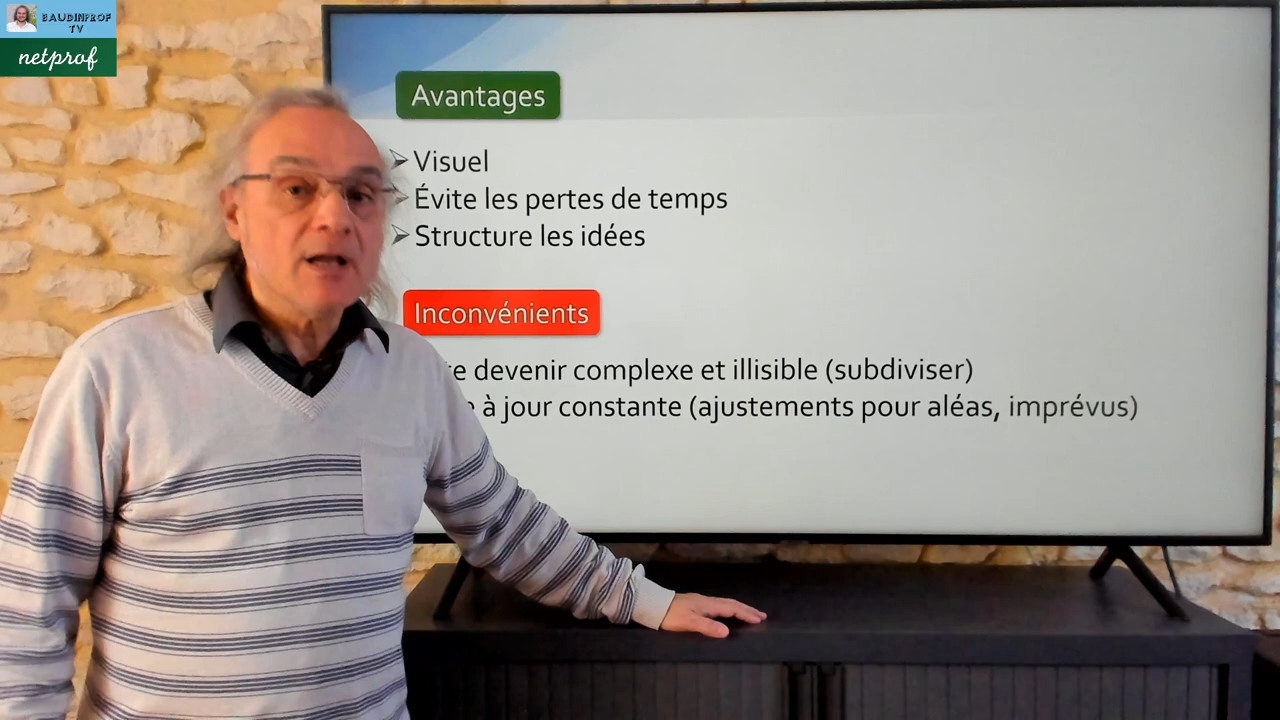 BAUDINPROF
TV
netprof
Avantages
Visuel
Évite les pertes de temps
Structure les idées
Inconvénients
devenir complexe et illisible (subdiviser)
à jour constante (ajustements pour aléas, imprévus)